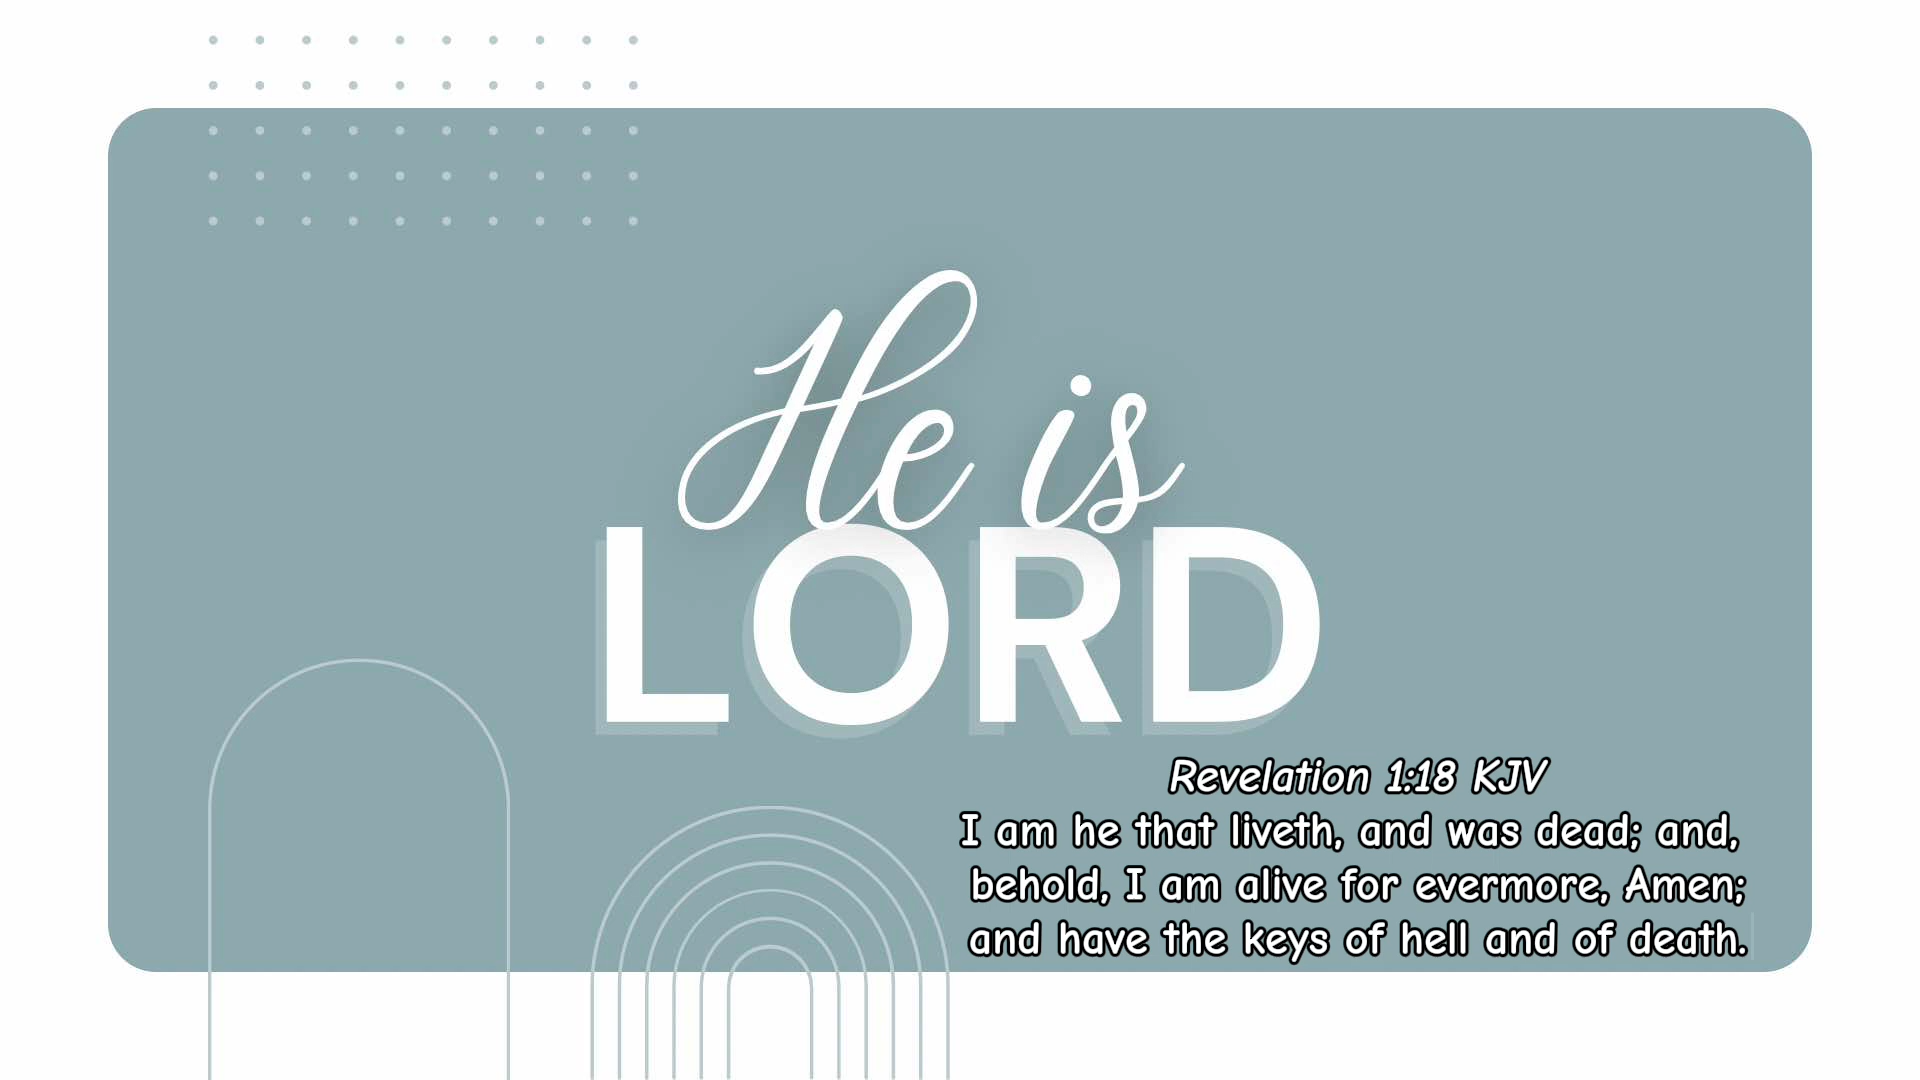 He is
LORD
Revelation 1:18 KJV
I am he that liveth, and was dead; and,
behold, I am alive for evermore, Amen;
and have the keys of hell and of death.